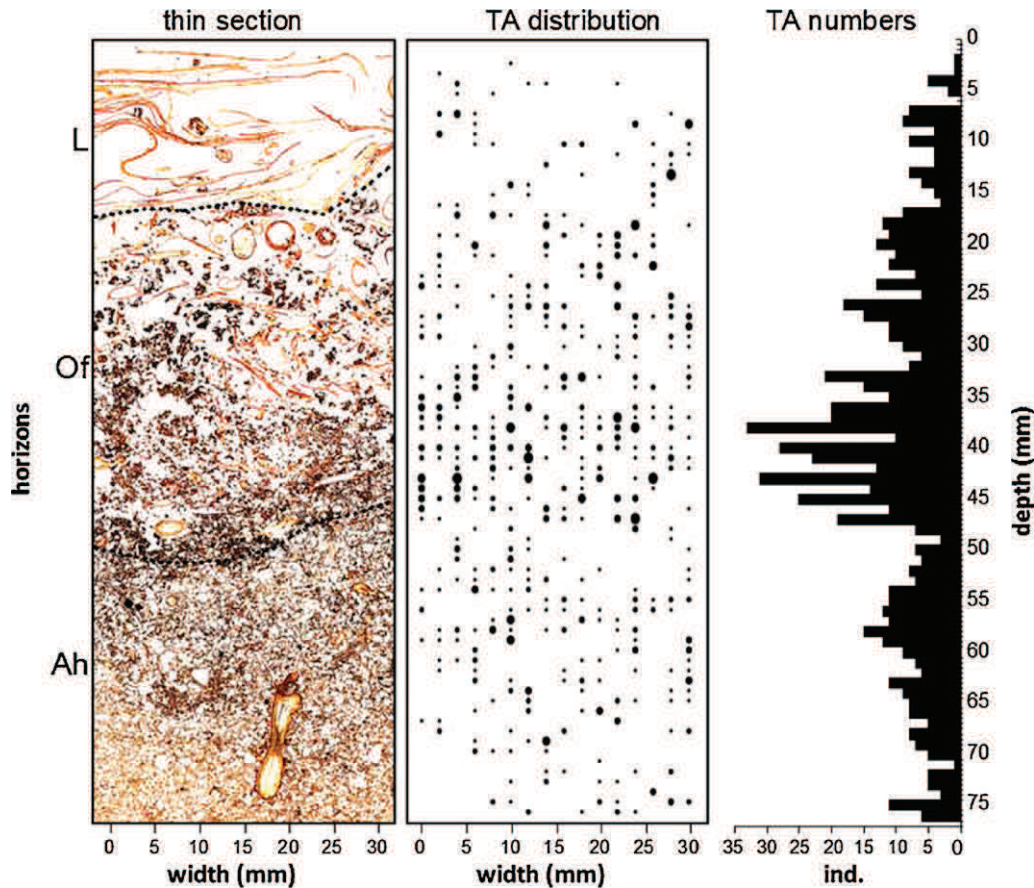 thin section
TA distribution
TA numbers
L
Of
Ah
horizons
0
5
10
15
20
25
30
35
40
45
50
55
60
65
70
75
depth (mm)
0 5 10 15 20 25 30
width (mm)
0 5 10 15 20 25 30
width (mm)
35 30 25 20 15 10 5 0
ind.